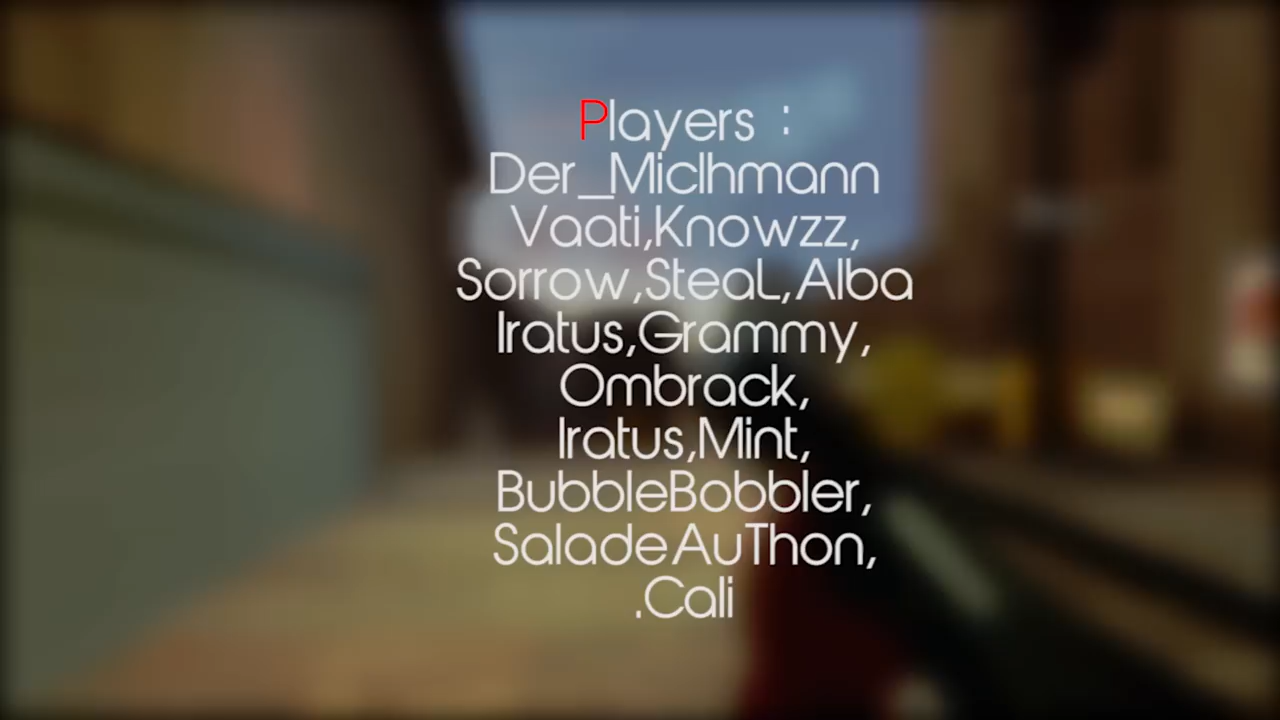 Players :
Der_Miclhmann
Vaati,Knowzz,
Sorrow,SteaL,Alba
Iratus,Grammy,
Ombrack,
Iratus,Mint,
BubbleBobbler,
SaladeAuThon,
.Cali